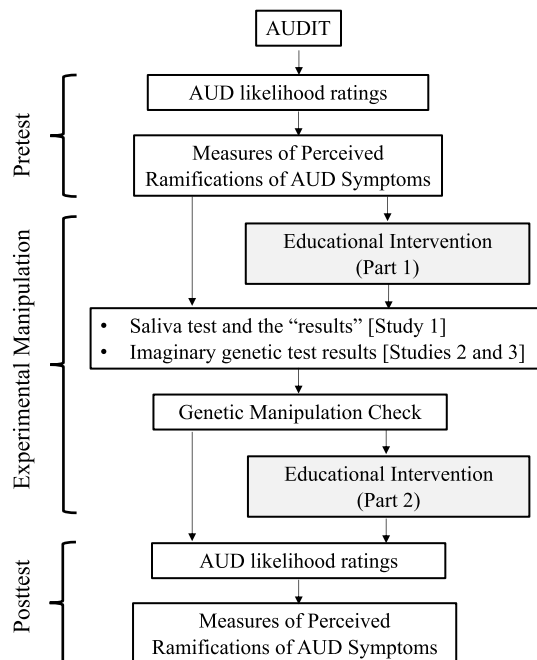 AUDIT
Pretest
AUD likelihood ratings
Measures of Perceived
Ramifications of AUD Symptoms
Experimental Manipulation
Educational Intervention
(Part 1)
• Saliva test and the “results” [Study 1]
• Imaginary genetic test results [Studies 2 and 3]
Genetic Manipulation Check
Educational Intervention
(Part 2)
Posttest
AUD likelihood ratings
Measures of Perceived
Ramifications of AUD Symptoms